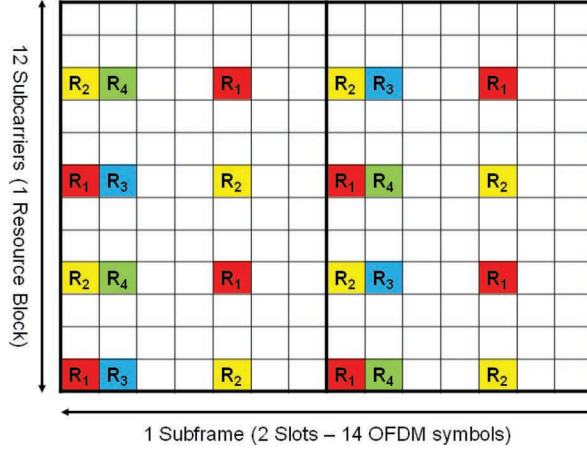 12 Subcarriers (1 Resource Block)
R₂ R₄ R₁ R₂ R₃ R₁
R₁ R₃ R₂ R₁ R₄ R₂
R₂ R₄ R₁ R₂ R₃ R₁
R₁ R₃ R₂ R₁ R₄ R₂
1 Subframe (2 Slots – 14 OFDM symbols)